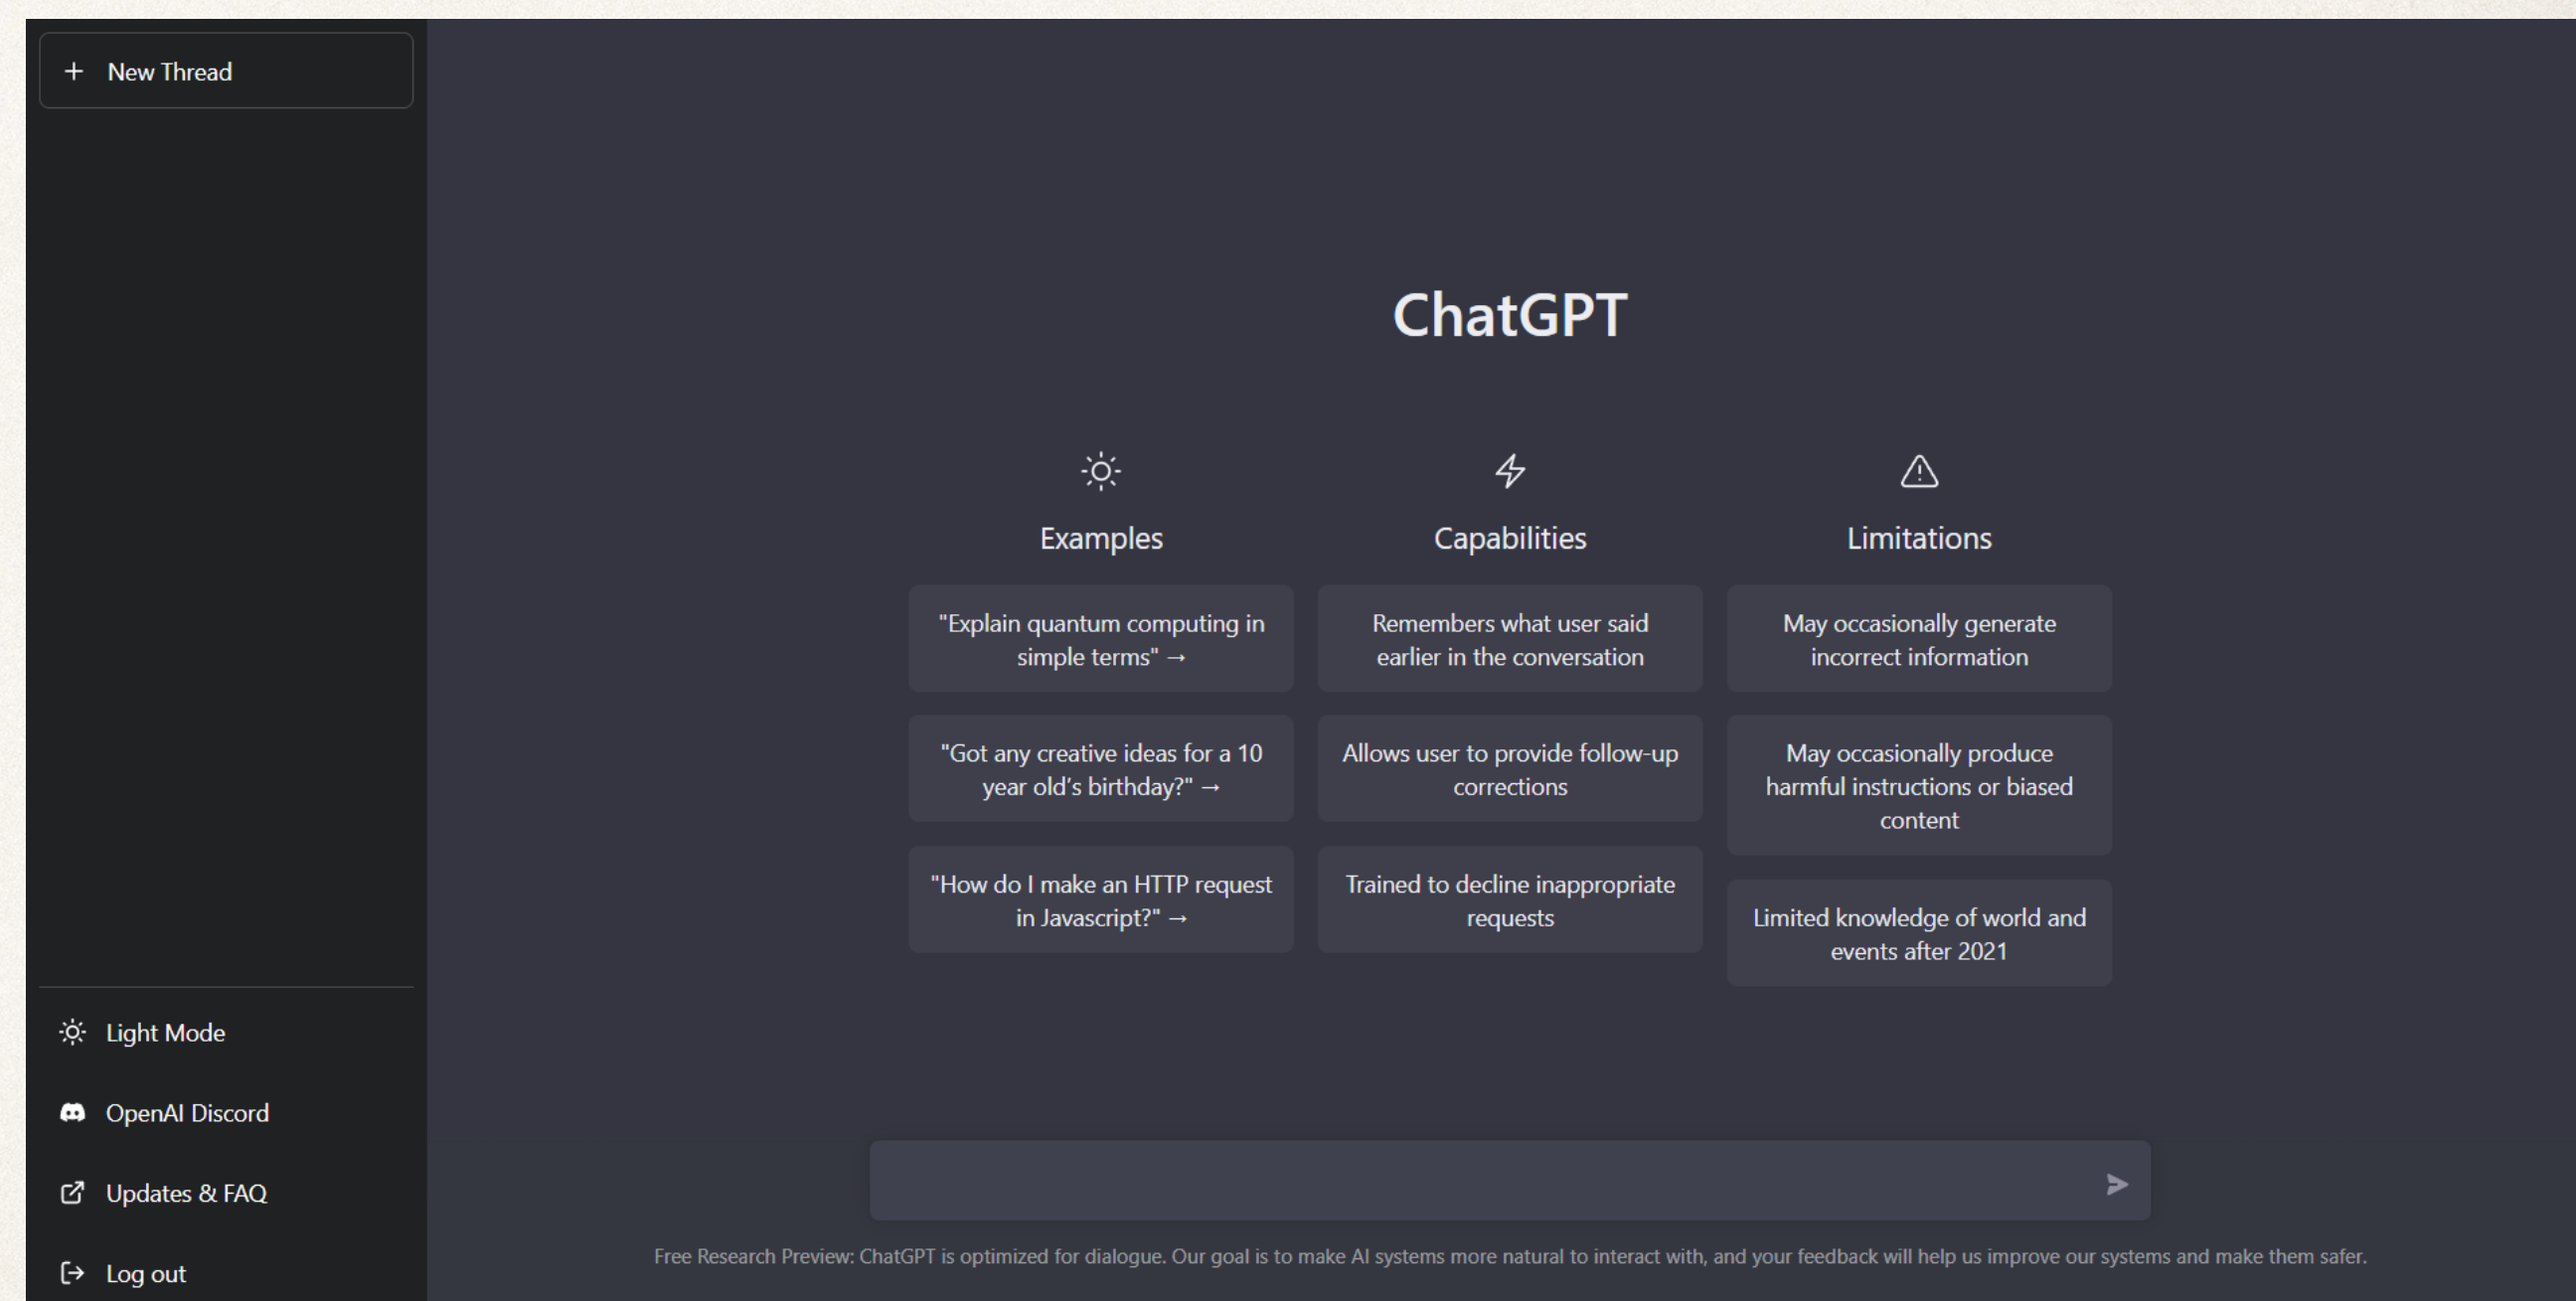 New Thread
ChatGPT
Examples
"Explain quantum computing in
simple terms" →
"Got any creative ideas for a 10
year old's birthday?" →
"How do I make an HTTP request
in Javascript?" →
Capabilities
Remembers what user said
earlier in the conversation
Allows user to provide follow-up
corrections
Trained to decline inappropriate
requests
Limitations
May occasionally generate
incorrect information
May occasionally produce
harmful instructions or biased
content
Limited knowledge of world and
events after 2021
Light Mode
OpenAI Discord
Updates & FAQ
Log out
Free Research Preview: ChatGPT is optimized for dialogue. Our goal is to make AI systems more natural to interact with, and your feedback will help us improve our systems and make them safer.